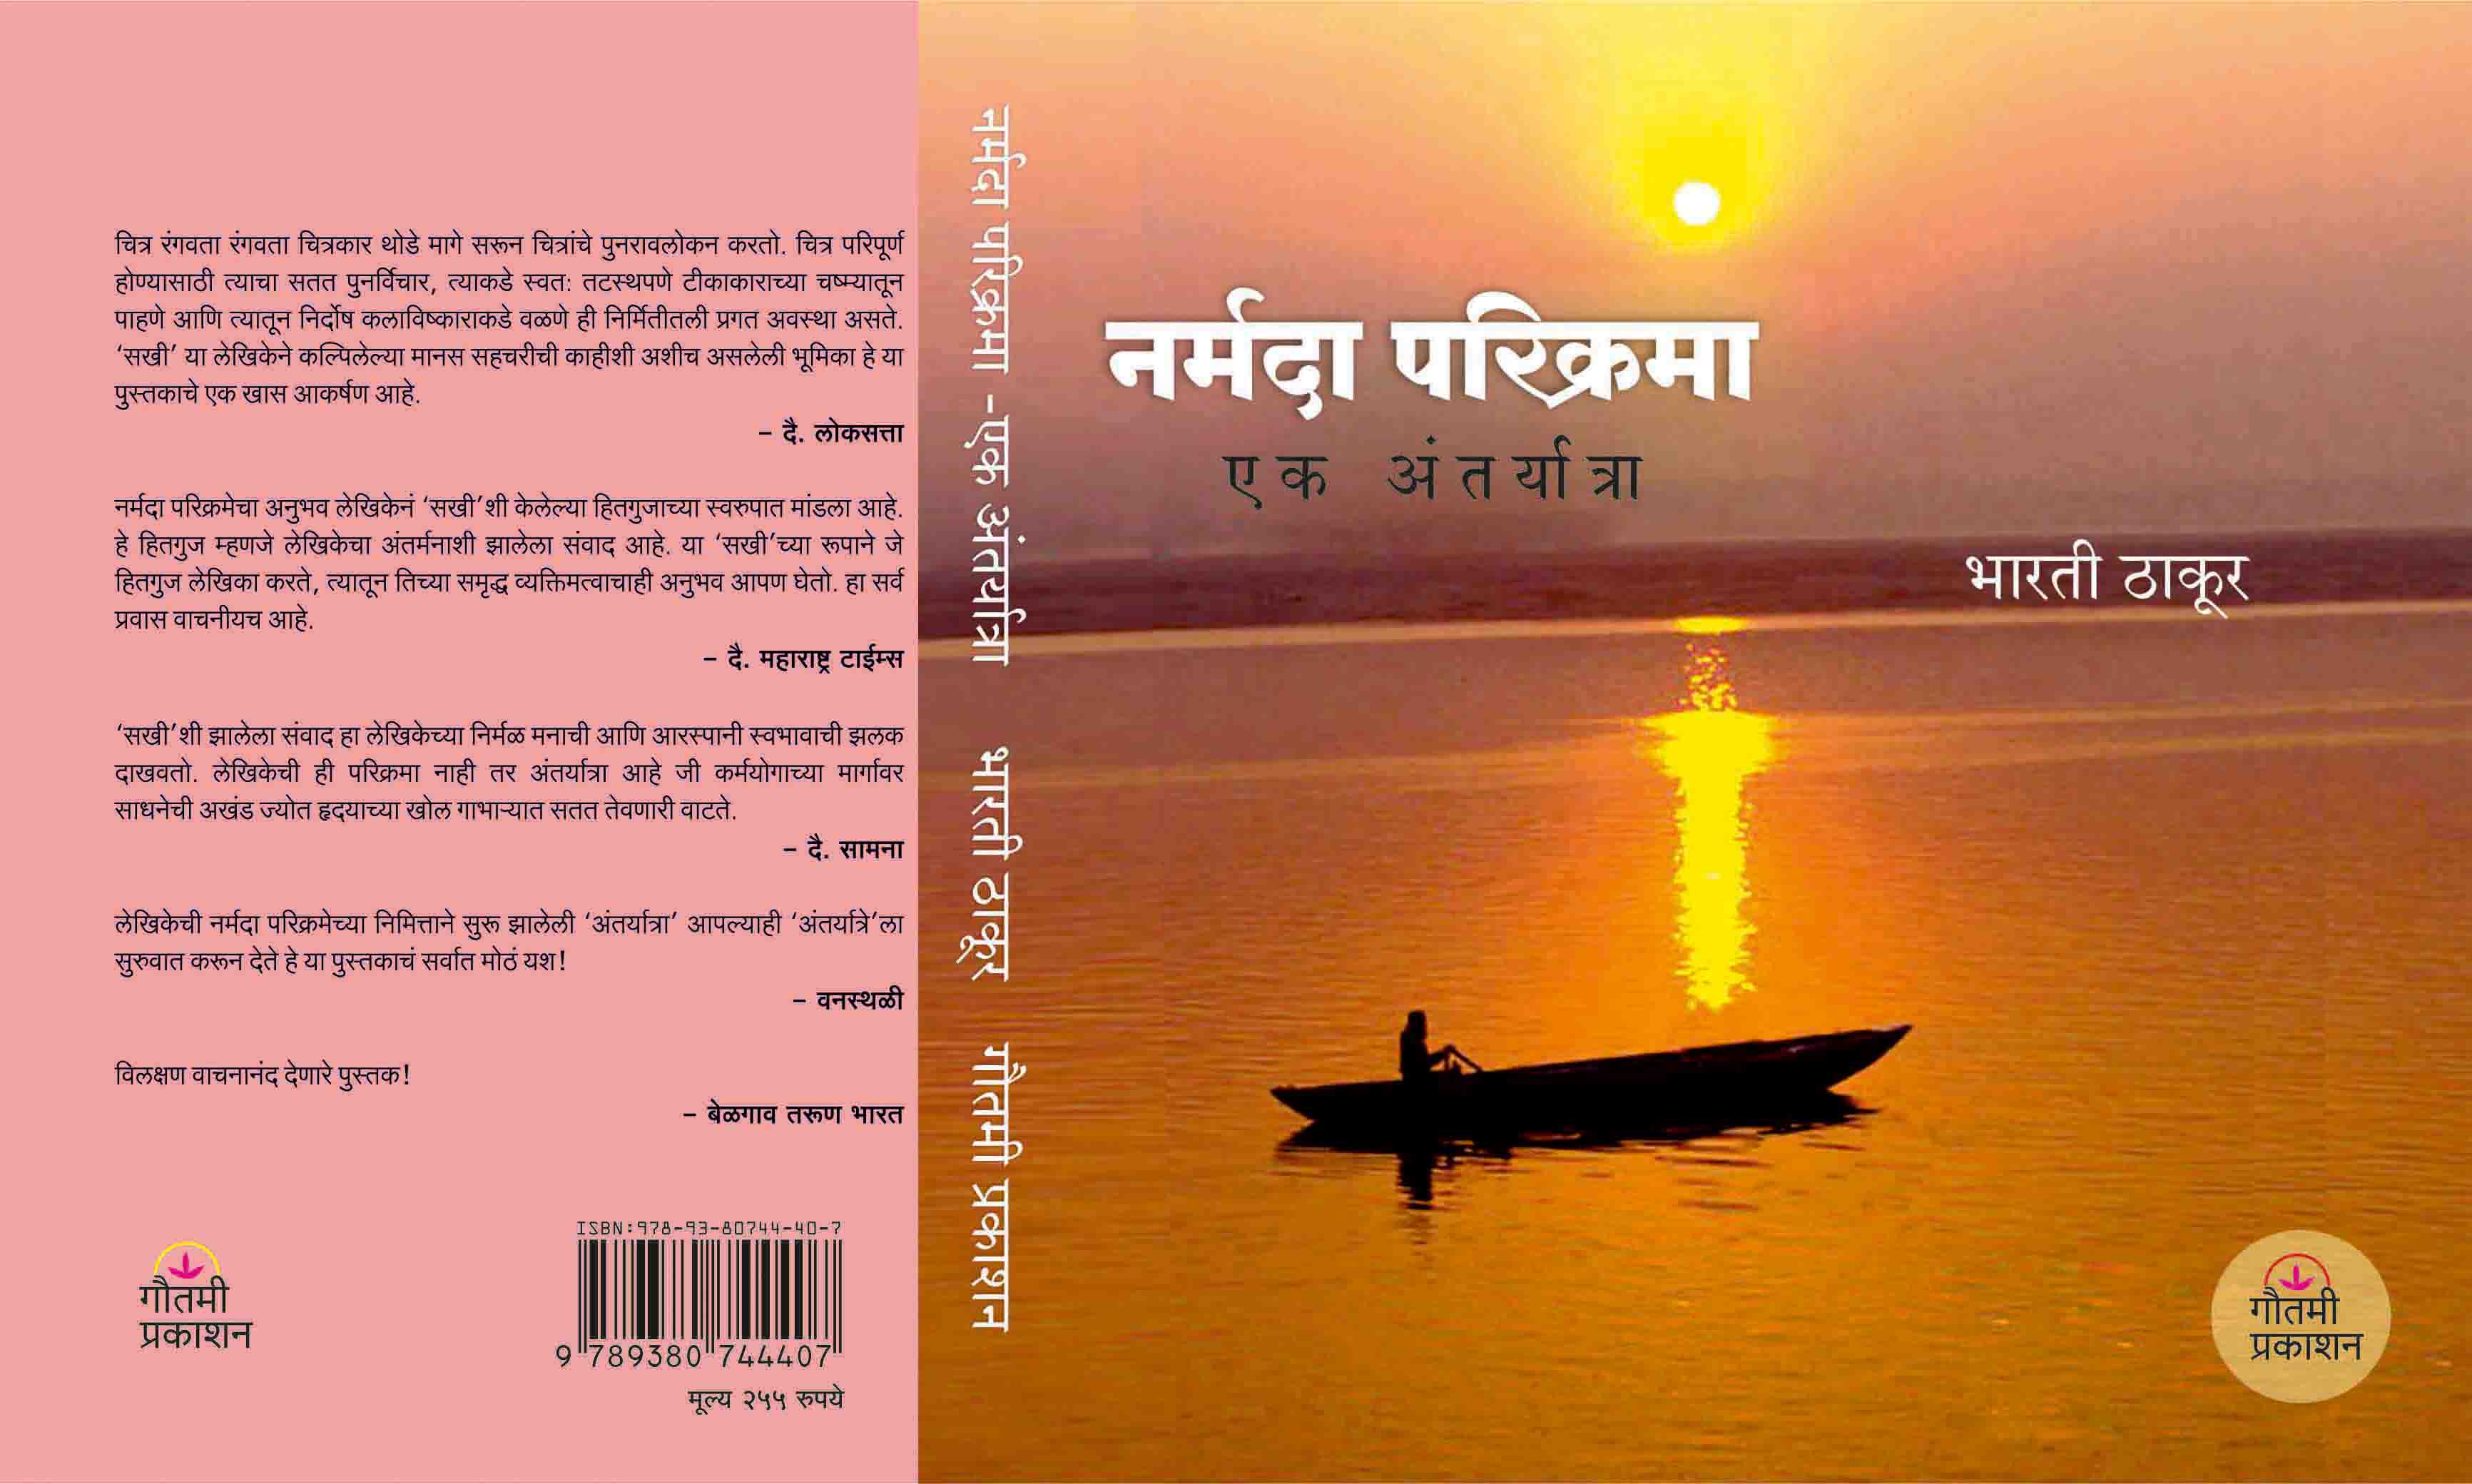 चित्र रंगवता रंगवता चित्रकार थोडे मागे सरून चित्रांचे पुनरावलोकन करतो. चित्र परिपूर्ण
होण्यासाठी त्याचा सतत पुनर्विचार, त्याकडे स्वत: तटस्थपणे टीकाकाराच्या चष्म्यातून
पाहणे आणि त्यातून निर्दोष कलाविष्काराकडे वळणे ही निर्मितीतली प्रगत अवस्था असते.
‘सखी’ या लेखिकेने कल्पिलेल्या मानस सहचरीची काहीशी अशीच असलेली भूमिका हे या
पुस्तकाचे एक खास आकर्षण आहे.
– दै. लोकसत्ता
नर्मदा परिक्रमेचा अनुभव लेखिकेनं ‘सखी’शी केलेल्या हितगुजाच्या स्वरुपात मांडला आहे.
हे हितगुज म्हणजे लेखिकेचा अंतर्मनाशी झालेला संवाद आहे. या ‘सखी’च्या रूपाने जे
हितगुज लेखिका करते, त्यातून तिच्या समृद्ध व्यक्तिमत्वाचाही अनुभव आपण घेतो. हा सर्व
प्रवास वाचनीयच आहे.
– दै. महाराष्ट्र टाईम्स
‘सखी’शी झालेला संवाद हा लेखिकेच्या निर्मळ मनाची आणि आरस्पानी स्वभावाची झलक
दाखवतो. लेखिकेची ही परिक्रमा नाही तर अंतर्यात्रा आहे जी कर्मयोगाच्या मार्गावर
साधनेची अखंड ज्योत हृदयाच्या खोल गाभाऱ्यात सतत तेवणारी वाटते.
– दै. सामना
लेखिकेची नर्मदा परिक्रमेच्या निमित्ताने सुरू झालेली ‘अंतर्यात्रा’ आपल्याही ‘अंतर्यात्रे’ला
सुरुवात करून देते हे या पुस्तकाचं सर्वात मोठं यश!
– वनस्थळी
विलक्षण वाचनानंद देणारे पुस्तक!
– बेळगाव तरूण भारत
गौतमी
प्रकाशन
ISBN:978-93-80744-40-7
9 789380 744407
मूल्य २५५ रुपये
नर्मदा परिक्रमा -एक अंतर्यात्रा भारती ठाकूर गौतमी प्रकाशन
नर्मदा परिक्रमा
एक अंतर्यात्रा
भारती ठाकूर
गौतमी
प्रकाशन